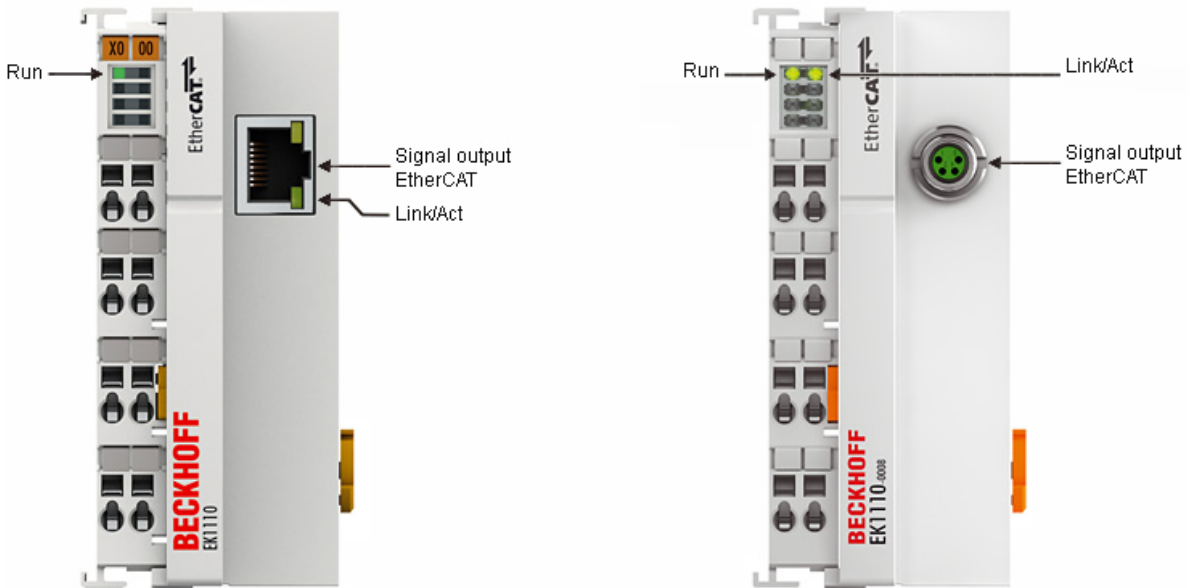 X0 00
Run
EtherCAT®
Signal output
EtherCAT
Link/Act
BECKHOFF
EK1110
Run
Link/Act
EtherCAT®
Signal output
EtherCAT
BECKHOFF
EK1110-0008